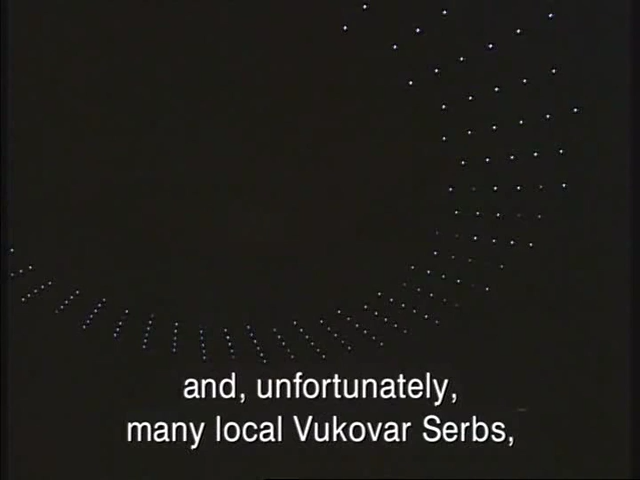 and, unfortunately,
many local Vukovar Serbs,